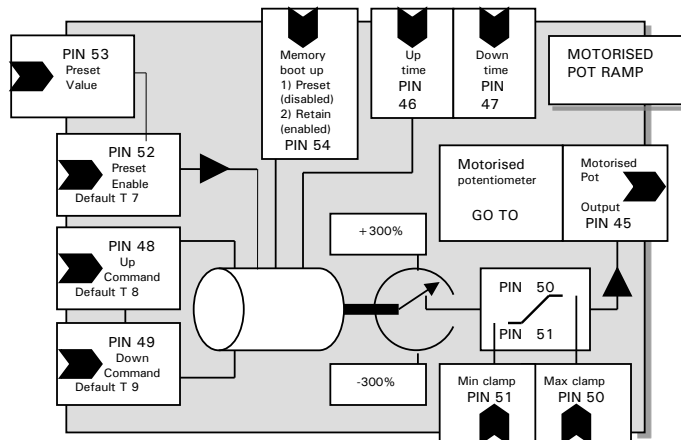 PIN 53
Preset
Value
Memory
boot up
1) Preset
(disabled)
2) Retain
(enabled)
PIN 54
Up
time
PIN
46
Down
time
PIN
47
MOTORISED
POT RAMP
PIN 52
Preset
Enable
Default T 7
Motorised
potentiometer
GO TO
Motorised
Pot
Output
PIN 45
PIN 48
Up
Command
Default T 8
+300%
PIN 50
PIN 51
PIN 49
Down
Command
Default T 9
-300%
Min clamp
PIN 51
Max clamp
PIN 50